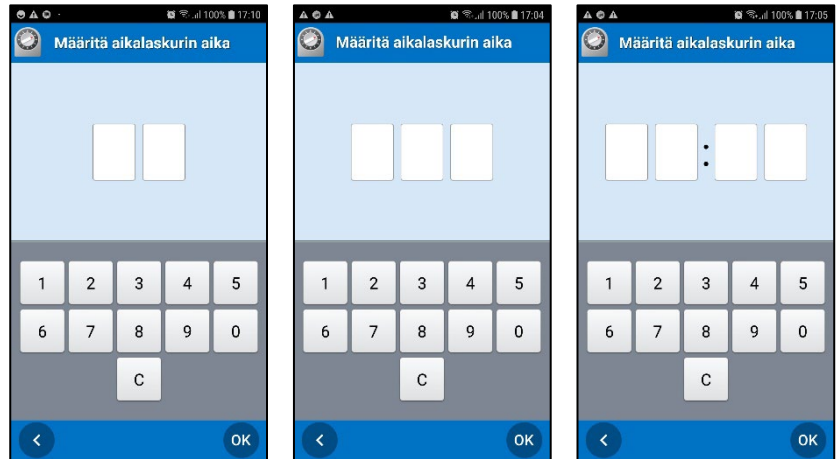 100% 17:10
Määritä aikalaskurin aika
1 2 3 4 5
6 7 8 9 0
C
OK
100% 17:04
Määritä aikalaskurin aika
1 2 3 4 5
6 7 8 9 0
C
OK
100% 17:05
Määritä aikalaskurin aika
:
1 2 3 4 5
6 7 8 9 0
C
OK